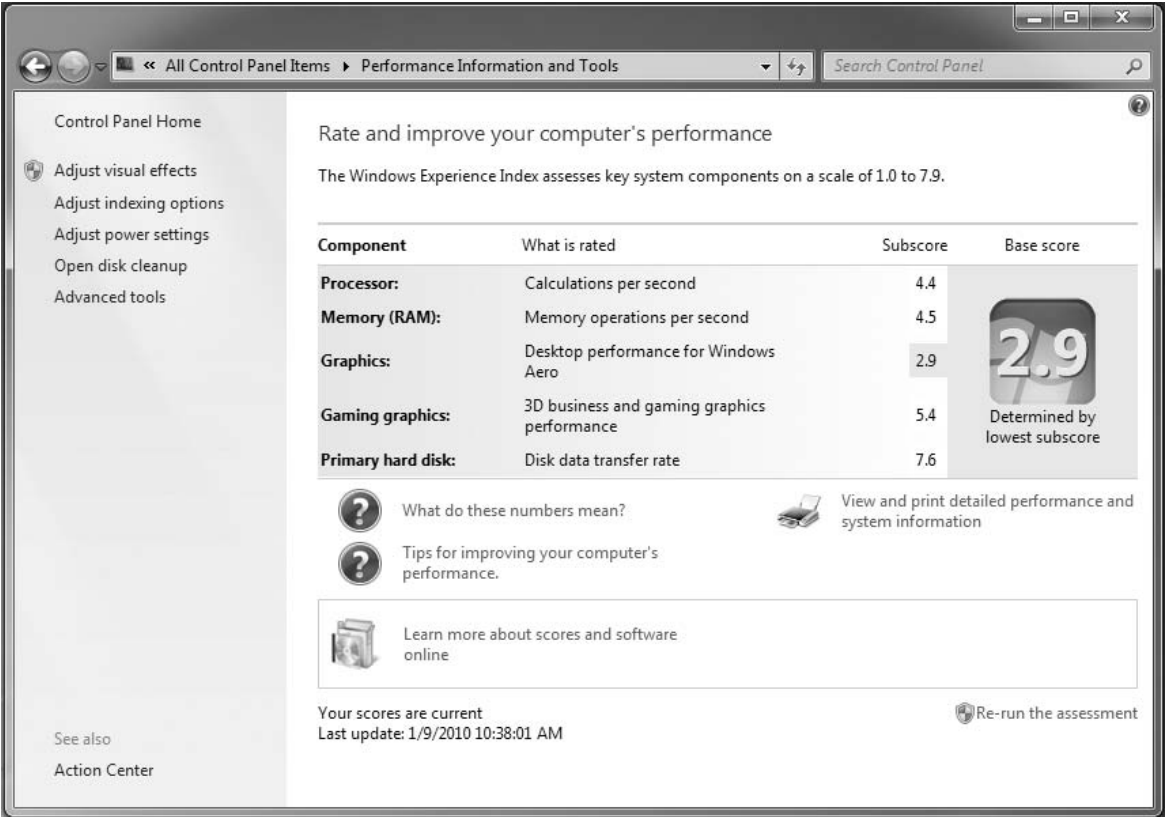 « All Control Panel Items ▸ Performance Information and Tools
Search Control Panel
Control Panel Home
Adjust visual effects
Adjust indexing options
Adjust power settings
Open disk cleanup
Advanced tools
See also
Action Center
Rate and improve your computer's performance
The Windows Experience Index assesses key system components on a scale of 1.0 to 7.9.
Component What is rated Subscore Base score
Processor: Calculations per second 4.4
Memory (RAM): Memory operations per second 4.5
Graphics: Desktop performance for Windows
Aero 2.9
Gaming graphics: 3D business and gaming graphics
performance 5.4
Primary hard disk: Disk data transfer rate 7.6
2.9
Determined by
lowest subscore
What do these numbers mean?
View and print detailed performance and
system information
Tips for improving your computer's
performance.
Learn more about scores and software
online
Your scores are current
Last update: 1/9/2010 10:38:01 AM
Re-run the assessment